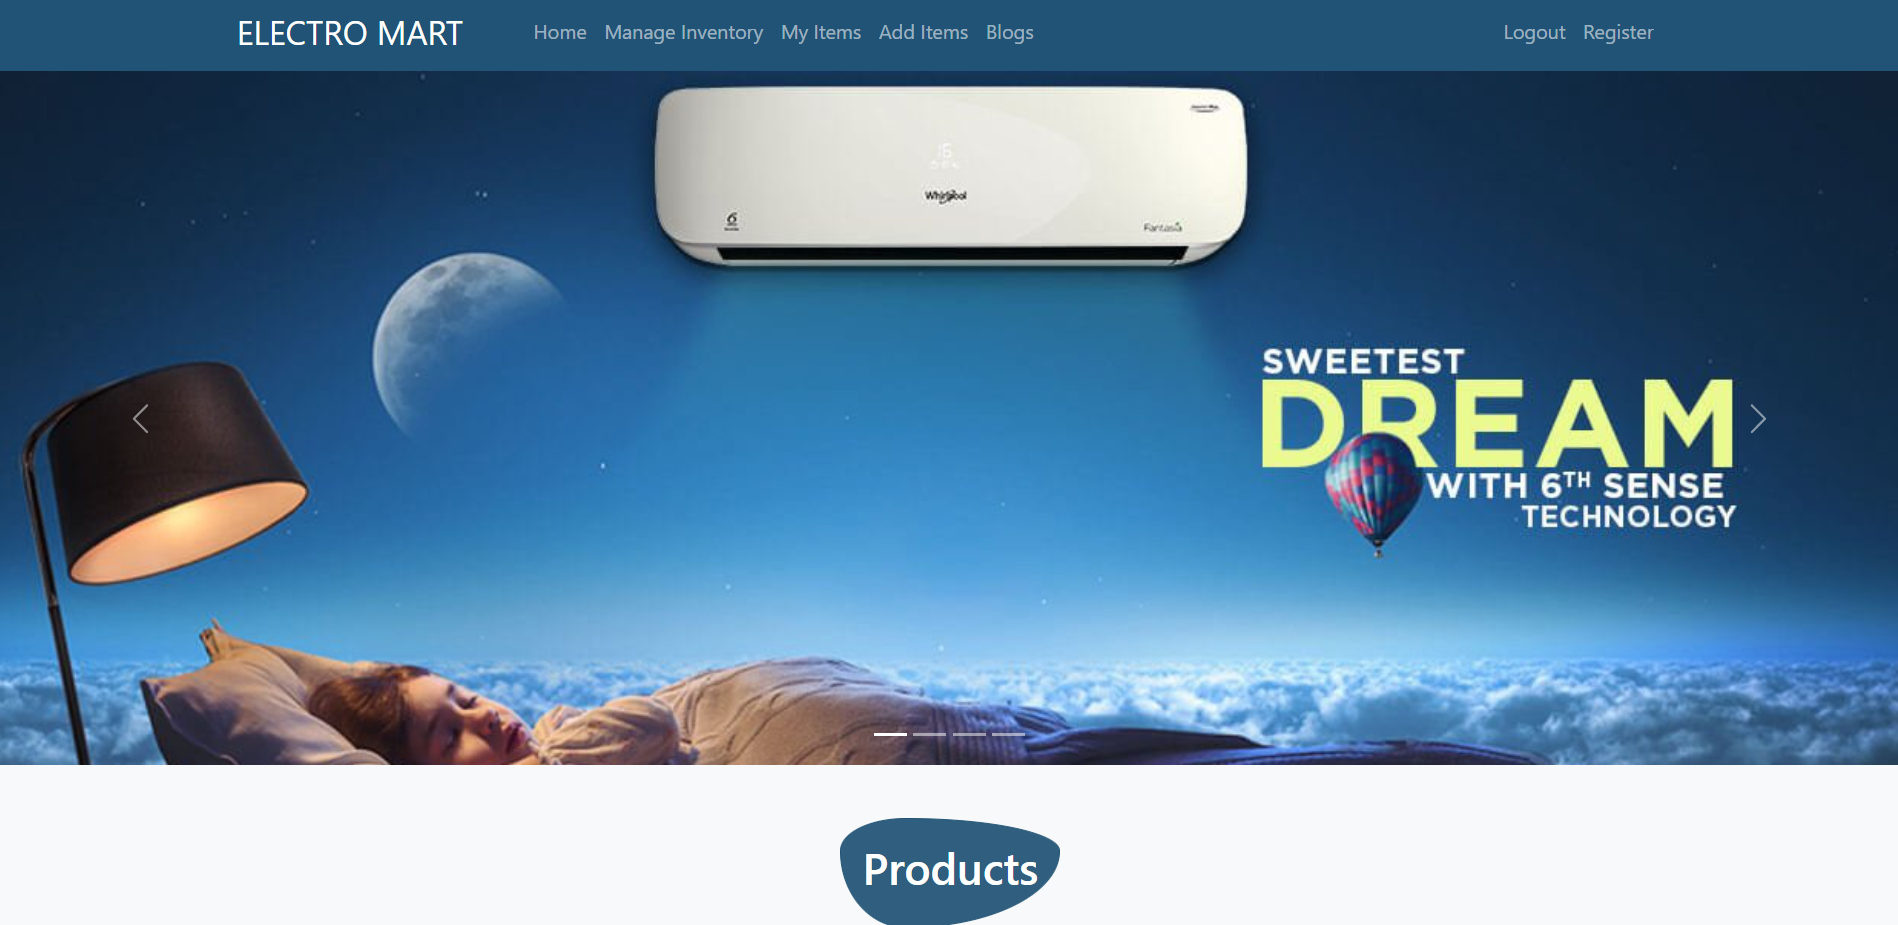 ELECTRO MART
Home Manage Inventory My Items Add Items Blogs
Logout Register
Whirlpool
6
Fantasia
SWEETEST
DREAM
WITH 6TH SENSE
TECHNOLOGY
Products